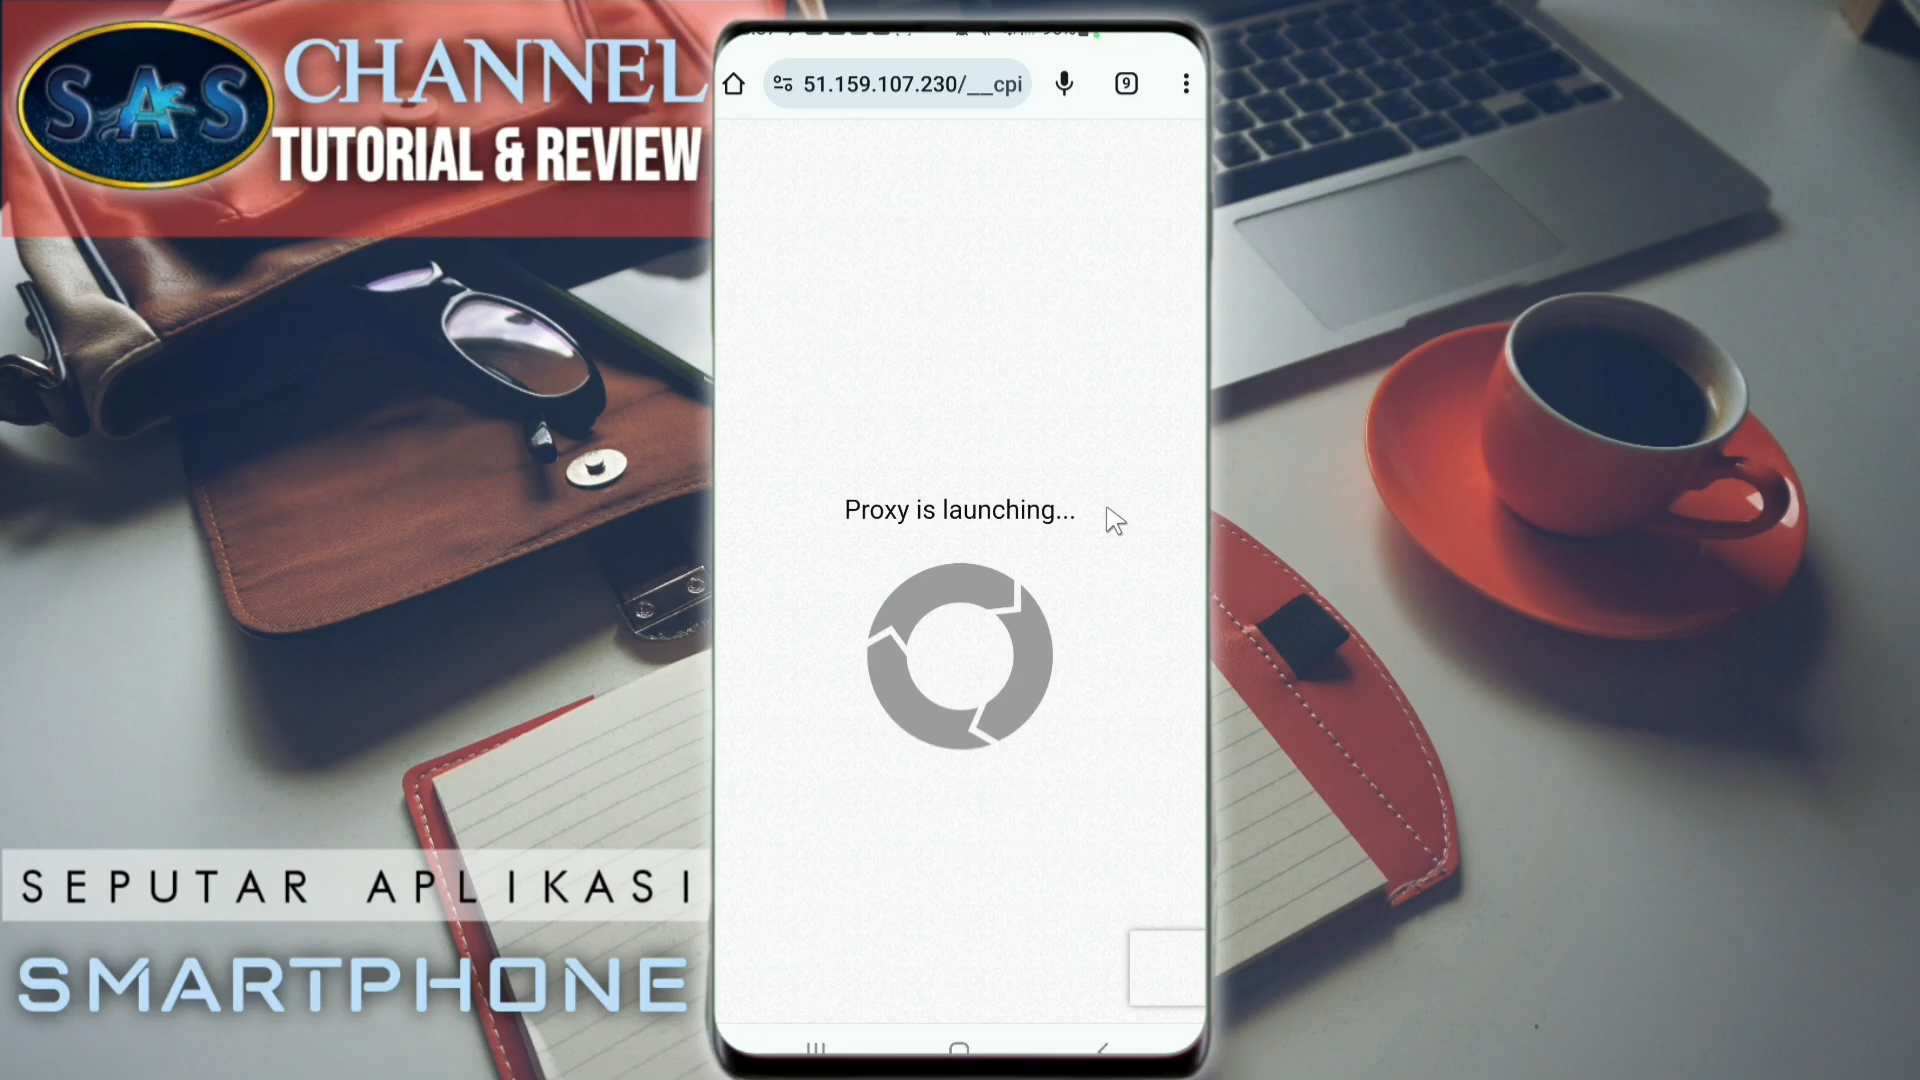 SAS
CHANNEL
TUTORIAL & REVIEW
51.159.107.230/__cpi
9
Proxy is launching...
SEPUTAR APLIKASI
SMARTPHONE